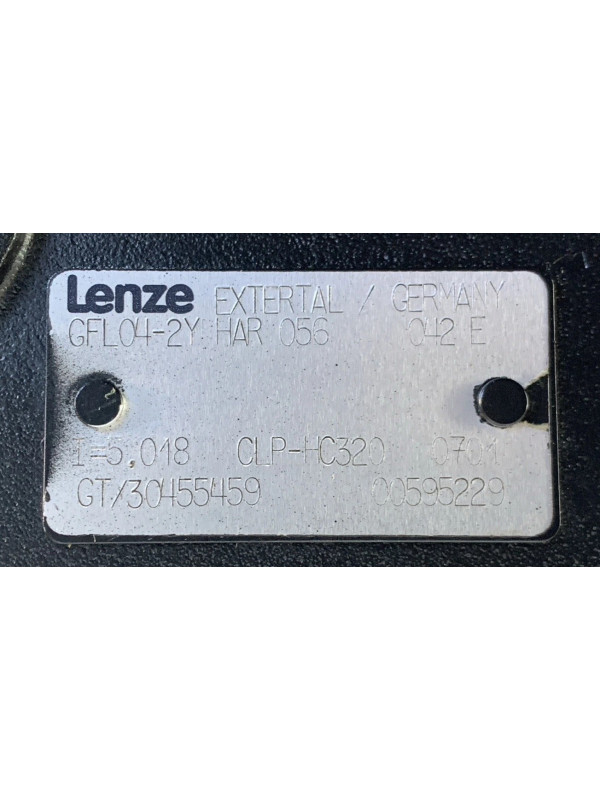 Lenze EXTERTAL / GERMANY
GFL04-2Y HAR 056 042 E
I=5,018 CLP-HC320 0701
GT/30455459 00595229